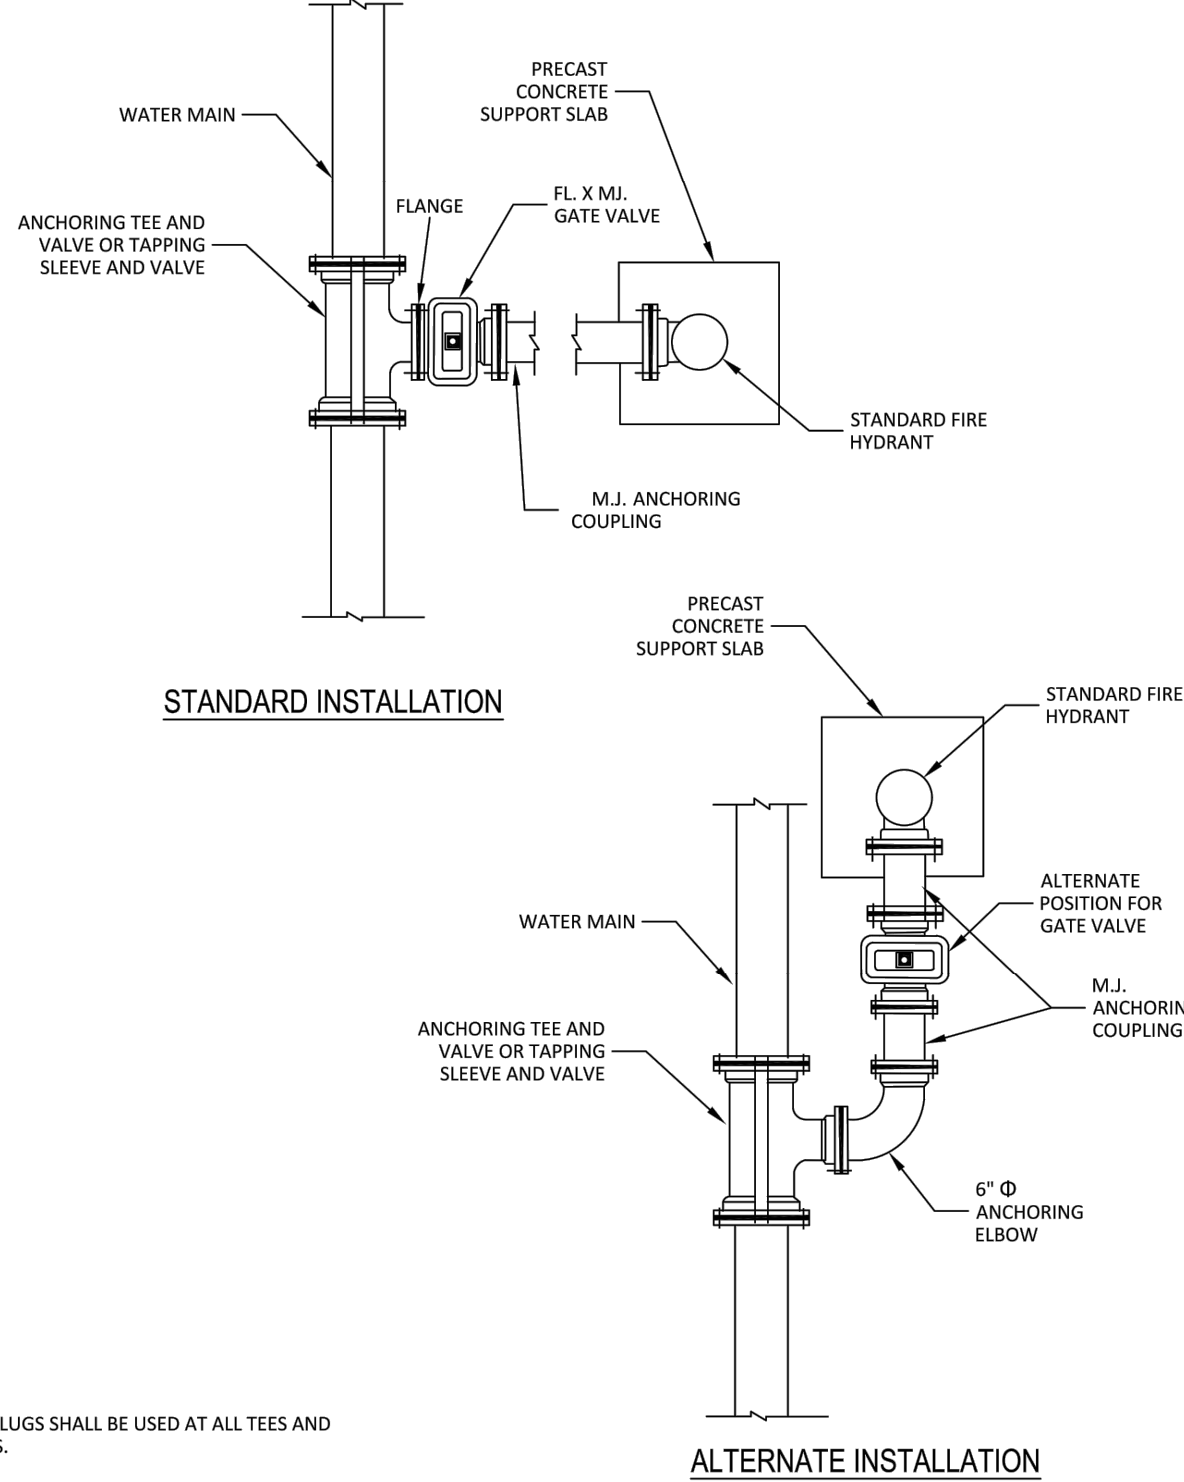 PRECAST
CONCRETE
SUPPORT SLAB
WATER MAIN
FL. X MJ.
GATE VALVE
FLANGE
ANCHORING TEE AND
VALVE OR TAPPING
SLEEVE AND VALVE
STANDARD FIRE
HYDRANT
M.J. ANCHORING
COUPLING
STANDARD INSTALLATION
PRECAST
CONCRETE
SUPPORT SLAB
STANDARD FIRE
HYDRANT
ALTERNATE
POSITION FOR
GATE VALVE
WATER MAIN
M.J.
ANCHORIN
COUPLING
ANCHORING TEE AND
VALVE OR TAPPING
SLEEVE AND VALVE
6" Φ
ANCHORING
ELBOW
LUGS SHALL BE USED AT ALL TEES AND
S.
ALTERNATE INSTALLATION